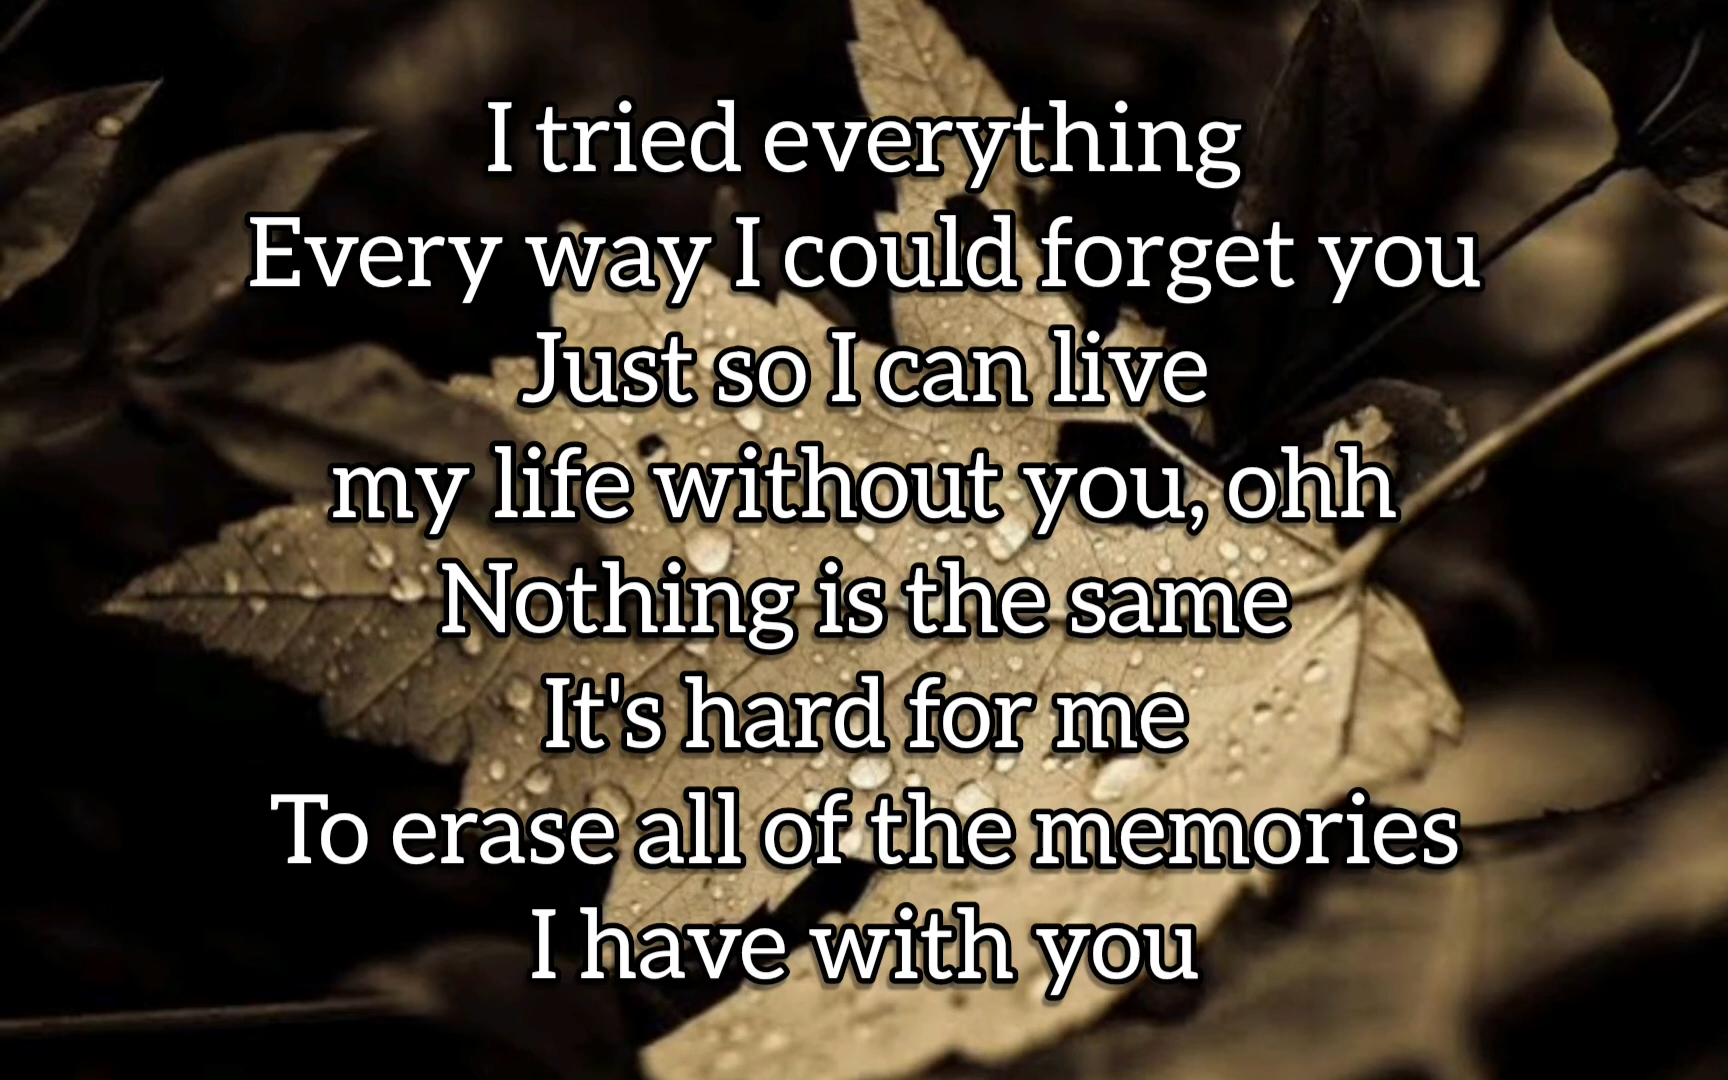 I tried everything
Every way I could forget you
Just so I can live
my life without you, ohh
Nothing is the same
It's hard for me
To erase all of the memories
I have with you